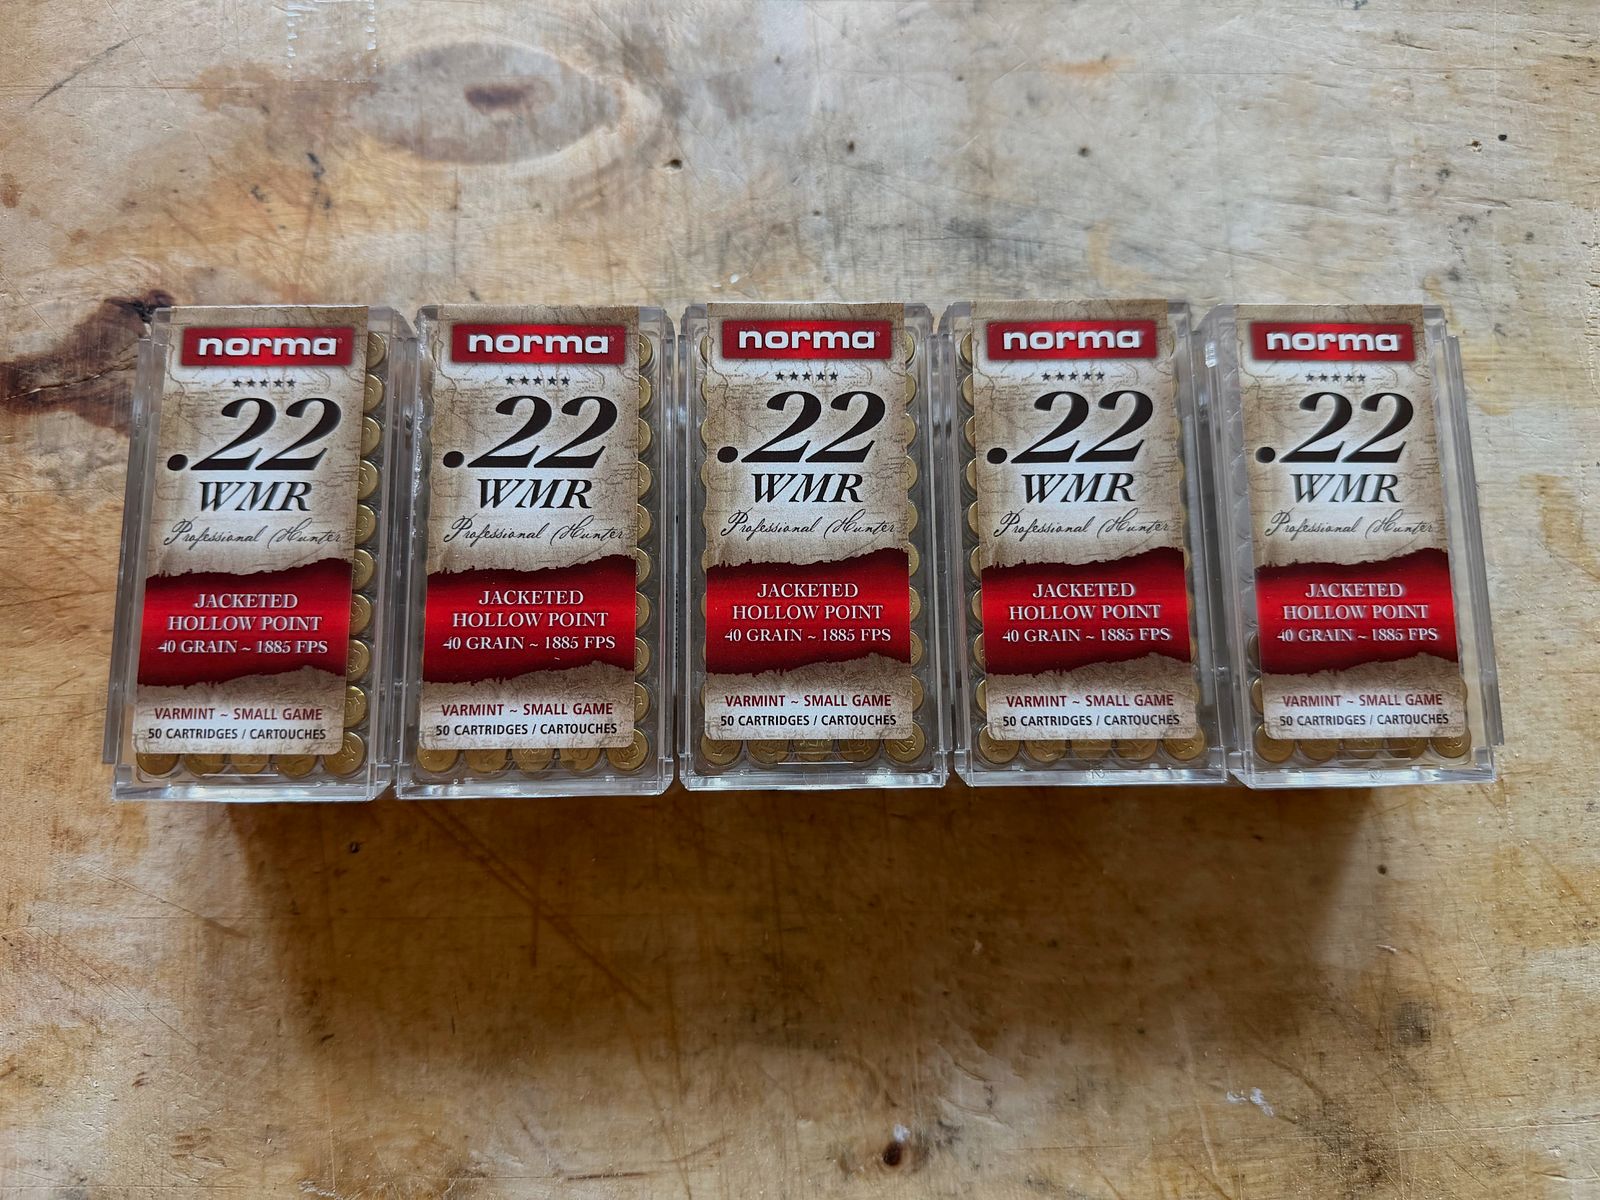 norma
.22
WMR
Professional Hunter
JACKETED
HOLLOW POINT
40 GRAIN ~ 1885 FPS
VARMINT ~ SMALL GAME
50 CARTRIDGES / CARTOUCHES
norma
.22
WMR
Professional Hunter
JACKETED
HOLLOW POINT
40 GRAIN ~ 1885 FPS
VARMINT ~ SMALL GAME
50 CARTRIDGES / CARTOUCHES
norma
.22
WMR
Professional Hunter
JACKETED
HOLLOW POINT
40 GRAIN ~ 1885 FPS
VARMINT ~ SMALL GAME
50 CARTRIDGES / CARTOUCHES
norma
.22
WMR
Professional Hunter
JACKETED
HOLLOW POINT
40 GRAIN ~ 1885 FPS
VARMINT ~ SMALL GAME
50 CARTRIDGES / CARTOUCHES
norma
.22
WMR
Professional Hunter
JACKETED
HOLLOW POINT
40 GRAIN ~ 1885 FPS
VARMINT ~ SMALL GAME
50 CARTRIDGES / CARTOUCHES